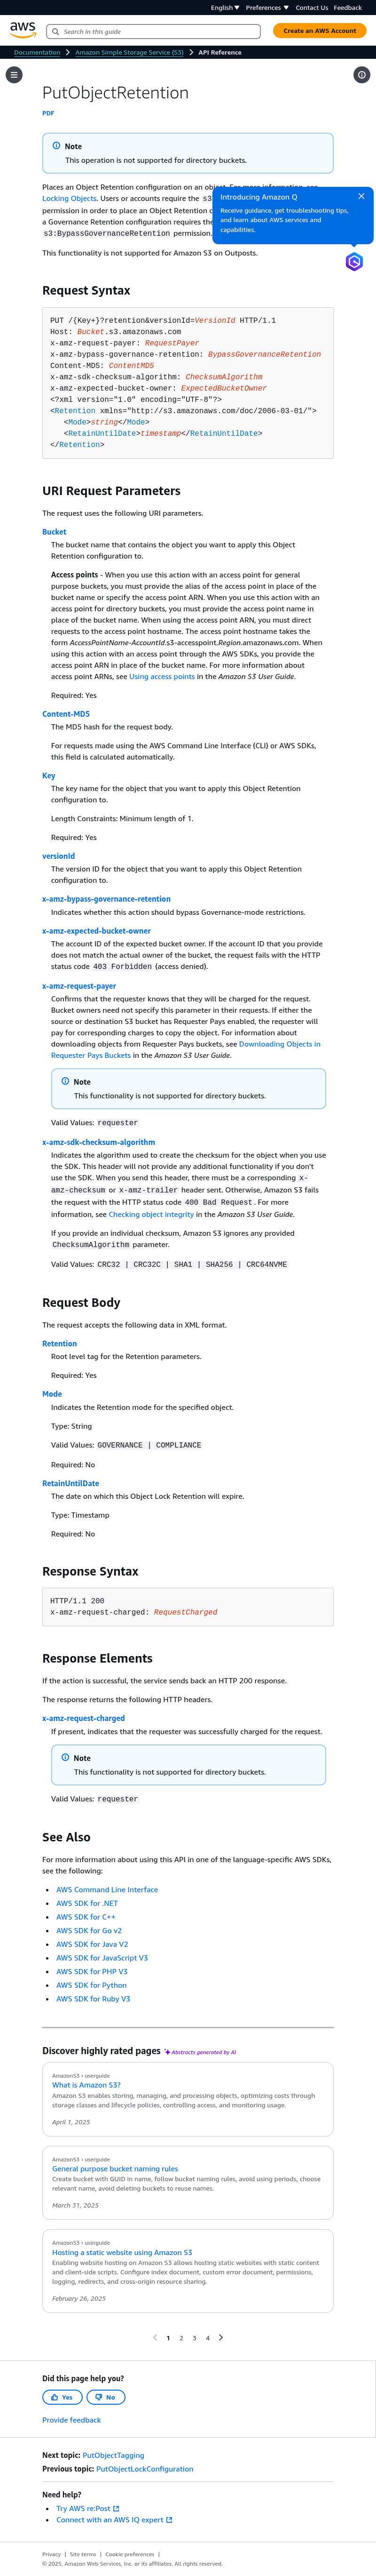 English
Preferences
Contact Us
Feedback
aws
Search in this guide
Create an AWS Account
Documentation
Amazon Simple Storage Service (S3)
API Reference
PutObjectRetention
PDF
Note
This operation is not supported for directory buckets.
Places an Object Retention configuration on an object. For more information, see
Locking Objects. Users or accounts require the
permission in order to place an Object Retention
a Governance Retention configuration requires the
s3:BypassGovernanceRetention permission.
Introducing Amazon Q
Receive guidance, get troubleshooting tips,
and learn about AWS services and
capabilities.
This functionality is not supported for Amazon S3 on Outposts.
Request Syntax
PUT /{Key+}?retention&versionId=VersionId HTTP/1.1
Host: Bucket.s3.amazonaws.com
x-amz-request-payer: RequestPayer
x-amz-bypass-governance-retention: BypassGovernanceRetention
Content-MD5: ContentMD5
x-amz-sdk-checksum-algorithm: ChecksumAlgorithm
x-amz-expected-bucket-owner: ExpectedBucketOwner
<?xml version="1.0" encoding="UTF-8"?>
<Retention xmlns="http://s3.amazonaws.com/doc/2006-03-01/">
<Mode>string</Mode>
<RetainUntilDate>timestamp</RetainUntilDate>
</Retention>
URI Request Parameters
The request uses the following URI parameters.
Bucket
The bucket name that contains the object you want to apply this Object
Retention configuration to.
Access points - When you use this action with an access point for general
purpose buckets, you must provide the alias of the access point in place of the
bucket name or specify the access point ARN. When you use this action with an
access point for directory buckets, you must provide the access point name in
place of the bucket name. When using the access point ARN, you must direct
requests to the access point hostname. The access point hostname takes the
form AccessPointName-AccountId.s3-accesspoint.Region.amazonaws.com. When
using this action with an access point through the AWS SDKs, you provide the
access point ARN in place of the bucket name. For more information about
access point ARNs, see Using access points in the Amazon S3 User Guide.
Required: Yes
Content-MD5
The MD5 hash for the request body.
For requests made using the AWS Command Line Interface (CLI) or AWS SDKs,
this field is calculated automatically.
Key
The key name for the object that you want to apply this Object Retention
configuration to.
Length Constraints: Minimum length of 1.
Required: Yes
versionId
The version ID for the object that you want to apply this Object Retention
configuration to.
x-amz-bypass-governance-retention
Indicates whether this action should bypass Governance-mode restrictions.
x-amz-expected-bucket-owner
The account ID of the expected bucket owner. If the account ID that you provide
does not match the actual owner of the bucket, the request fails with the HTTP
status code 403 Forbidden (access denied).
x-amz-request-payer
Confirms that the requester knows that they will be charged for the request.
Bucket owners need not specify this parameter in their requests. If either the
source or destination S3 bucket has Requester Pays enabled, the requester will
pay for corresponding charges to copy the object. For information about
downloading objects from Requester Pays buckets, see Downloading Objects in
Requester Pays Buckets in the Amazon S3 User Guide.
Note
This functionality is not supported for directory buckets.
Valid Values: requester
x-amz-sdk-checksum-algorithm
Indicates the algorithm used to create the checksum for the object when you use
the SDK. This header will not provide any additional functionality if you don't
use the SDK. When you send this header, there must be a corresponding x-
amz-checksum or x-amz-trailer header sent. Otherwise, Amazon S3 fails
the request with the HTTP status code 400 Bad Request. For more
information, see Checking object integrity in the Amazon S3 User Guide.
If you provide an individual checksum, Amazon S3 ignores any provided
ChecksumAlgorithm parameter.
Valid Values: CRC32 | CRC32C | SHA1 | SHA256 | CRC64NVME
Request Body
The request accepts the following data in XML format.
Retention
Root level tag for the Retention parameters.
Required: Yes
Mode
Indicates the Retention mode for the specified object.
Type: String
Valid Values: GOVERNANCE | COMPLIANCE
Required: No
RetainUntilDate
The date on which this Object Lock Retention will expire.
Type: Timestamp
Required: No
Response Syntax
HTTP/1.1 200
x-amz-request-charged: RequestCharged
Response Elements
If the action is successful, the service sends back an HTTP 200 response.
The response returns the following HTTP headers.
x-amz-request-charged
If present, indicates that the requester was successfully charged for the request.
Note
This functionality is not supported for directory buckets.
Valid Values: requester
See Also
For more information about using this API in one of the language-specific AWS SDKs,
see the following:
• AWS Command Line Interface
• AWS SDK for .NET
• AWS SDK for C++
• AWS SDK for Go v2
• AWS SDK for Java V2
• AWS SDK for JavaScript V3
• AWS SDK for PHP V3
• AWS SDK for Python
• AWS SDK for Ruby V3
Discover highly rated pages Abstracts generated by AI
AmazonS3 › userguide
What is Amazon S3?
Amazon S3 enables storing, managing, and processing objects, optimizing costs through
storage classes and lifecycle policies, controlling access, and monitoring usage.
April 1, 2025
AmazonS3 › userguide
General purpose bucket naming rules
Create bucket with GUID in name, follow bucket naming rules, avoid using periods, choose
relevant name, avoid deleting buckets to reuse names.
March 31, 2025
AmazonS3 › userguide
Hosting a static website using Amazon S3
Enabling website hosting on Amazon S3 allows hosting static websites with static content
and client-side scripts. Configure index document, custom error document, permissions,
logging, redirects, and cross-origin resource sharing.
February 26, 2025
1 2 3 4
Did this page help you?
Yes
No
Provide feedback
Next topic: PutObjectTagging
Previous topic: PutObjectLockConfiguration
Need help?
• Try AWS re:Post
• Connect with an AWS IQ expert
Privacy | Site terms | Cookie preferences |
© 2025, Amazon Web Services, Inc. or its affiliates. All rights reserved.